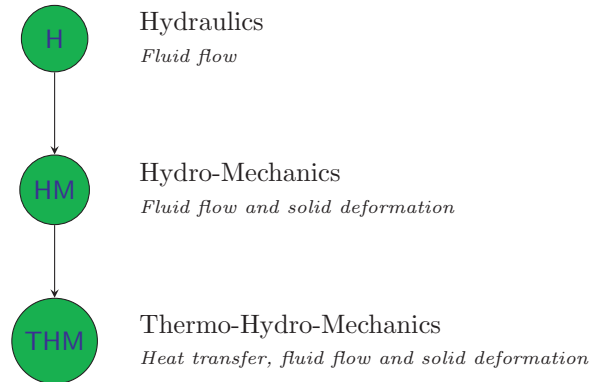 H
Hydraulics
Fluid flow
HM
Hydro-Mechanics
Fluid flow and solid deformation
THM
Thermo-Hydro-Mechanics
Heat transfer, fluid flow and solid deformation